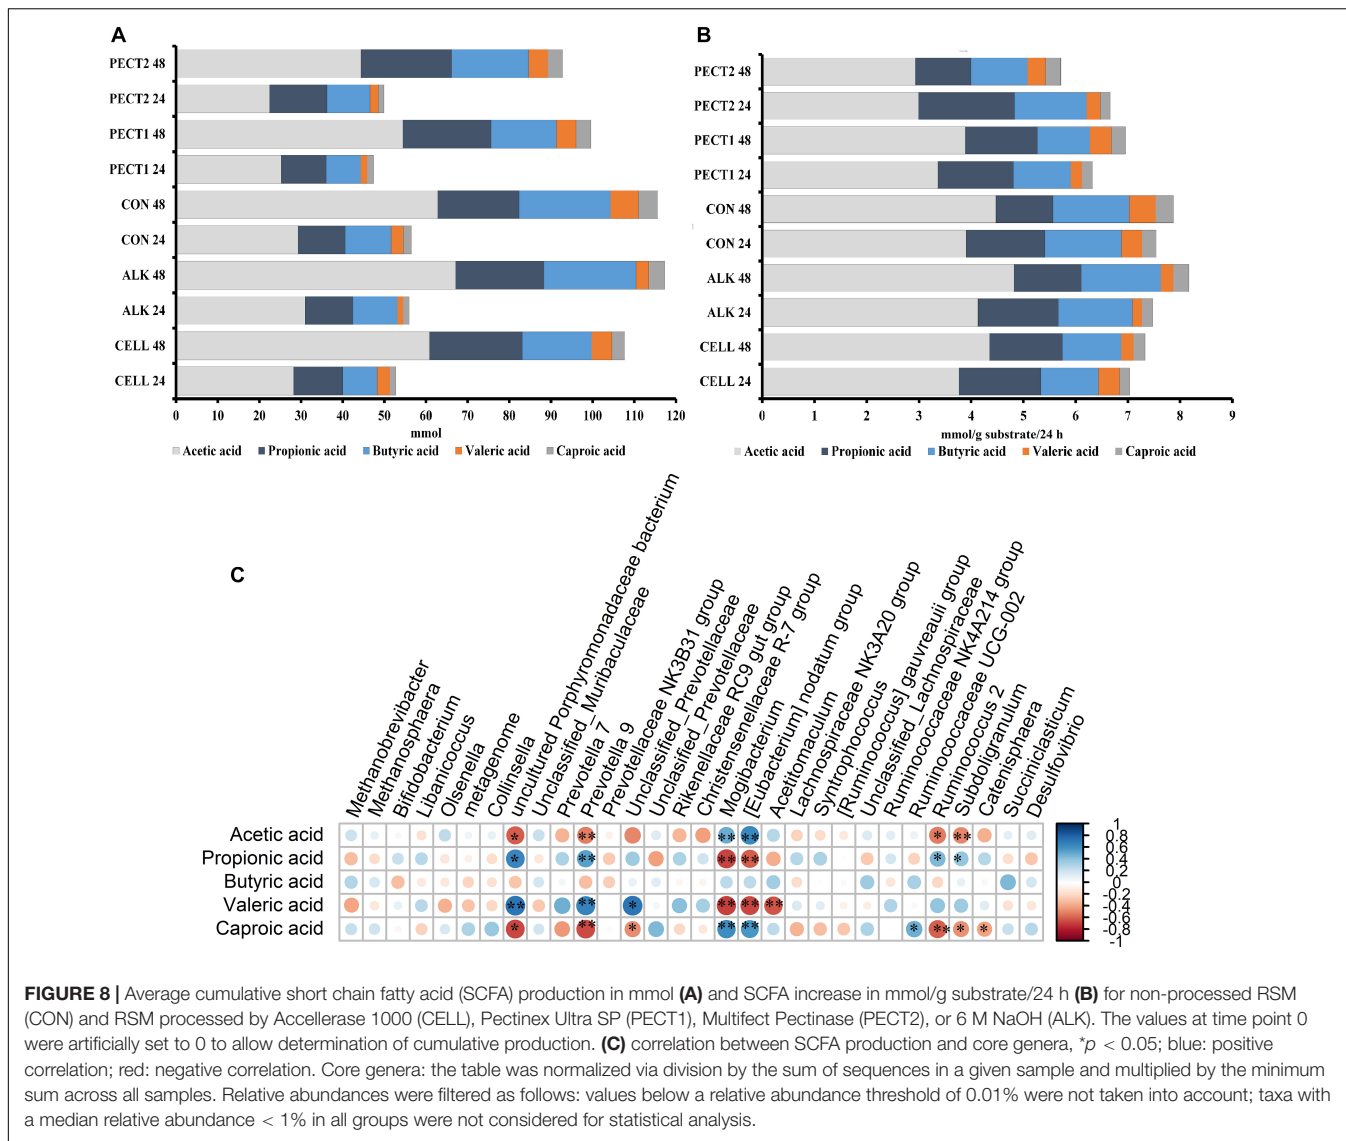 A
PECT2 48
PECT2 24
PECT1 48
PECT1 24
CON 48
CON 24
ALK 48
ALK 24
CELL 48
CELL 24
0 10 20 30 40 50 60 70 80 90 100 110 120
mmol
Acetic acid Propionic acid Butyric acid Valeric acid Caproic acid
B
PECT2 48
PECT2 24
PECT1 48
PECT1 24
CON 48
CON 24
ALK 48
ALK 24
CELL 48
CELL 24
0 1 2 3 4 5 6 7 8 9
mmol/g substrate/24 h
Acetic acid Propionic acid Butyric acid Valeric acid Caproic acid
C
Methanobrevibacter
Methanosphaera
Bifidobacterium
Libanicoccus
Olsenella
metagenome
Collinsella
uncultured Porphyromonadaceae bacterium
Unclassified_Muribaculaceae
Prevotella 7
Prevotella 9
Prevotellaceae NK3B31 group
Unclassified_Prevotellaceae
Unclassified_Prevotellaceae
Rikenellaceae RC9 gut group
Christensenellaceae R-7 group
Mogibacterium
[Eubacterium] nodatum group
Acetitomaculum
Lachnospiraceae NK3A20 group
Syntrophococcus
[Ruminococcus] gauvreauii group
Unclassified_Lachnospiraceae
Ruminococcaceae NK4A214 group
Ruminococcaceae UCG-002
Ruminococcus 2
Subdoligranulum
Catenisphaera
Succiniclasticum
Desulfovibrio
Acetic acid * ** ** ** * **
Propionic acid * ** ** ** * *
Butyric acid
Valeric acid ** ** * ** ** **
Caproic acid * ** * ** ** * ** * *
1
0.8
0.6
0.4
0.2
0
-0.2
-0.4
-0.6
-0.8
-1
FIGURE 8 | Average cumulative short chain fatty acid (SCFA) production in mmol (A) and SCFA increase in mmol/g substrate/24 h (B) for non-processed RSM
(CON) and RSM processed by Accellerase 1000 (CELL), Pectinex Ultra SP (PECT1), Multifect Pectinase (PECT2), or 6 M NaOH (ALK). The values at time point 0
were artificially set to 0 to allow determination of cumulative production. (C) correlation between SCFA production and core genera, *p < 0.05; blue: positive
correlation; red: negative correlation. Core genera: the table was normalized via division by the sum of sequences in a given sample and multiplied by the minimum
sum across all samples. Relative abundances were filtered as follows: values below a relative abundance threshold of 0.01% were not taken into account; taxa with
a median relative abundance < 1% in all groups were not considered for statistical analysis.